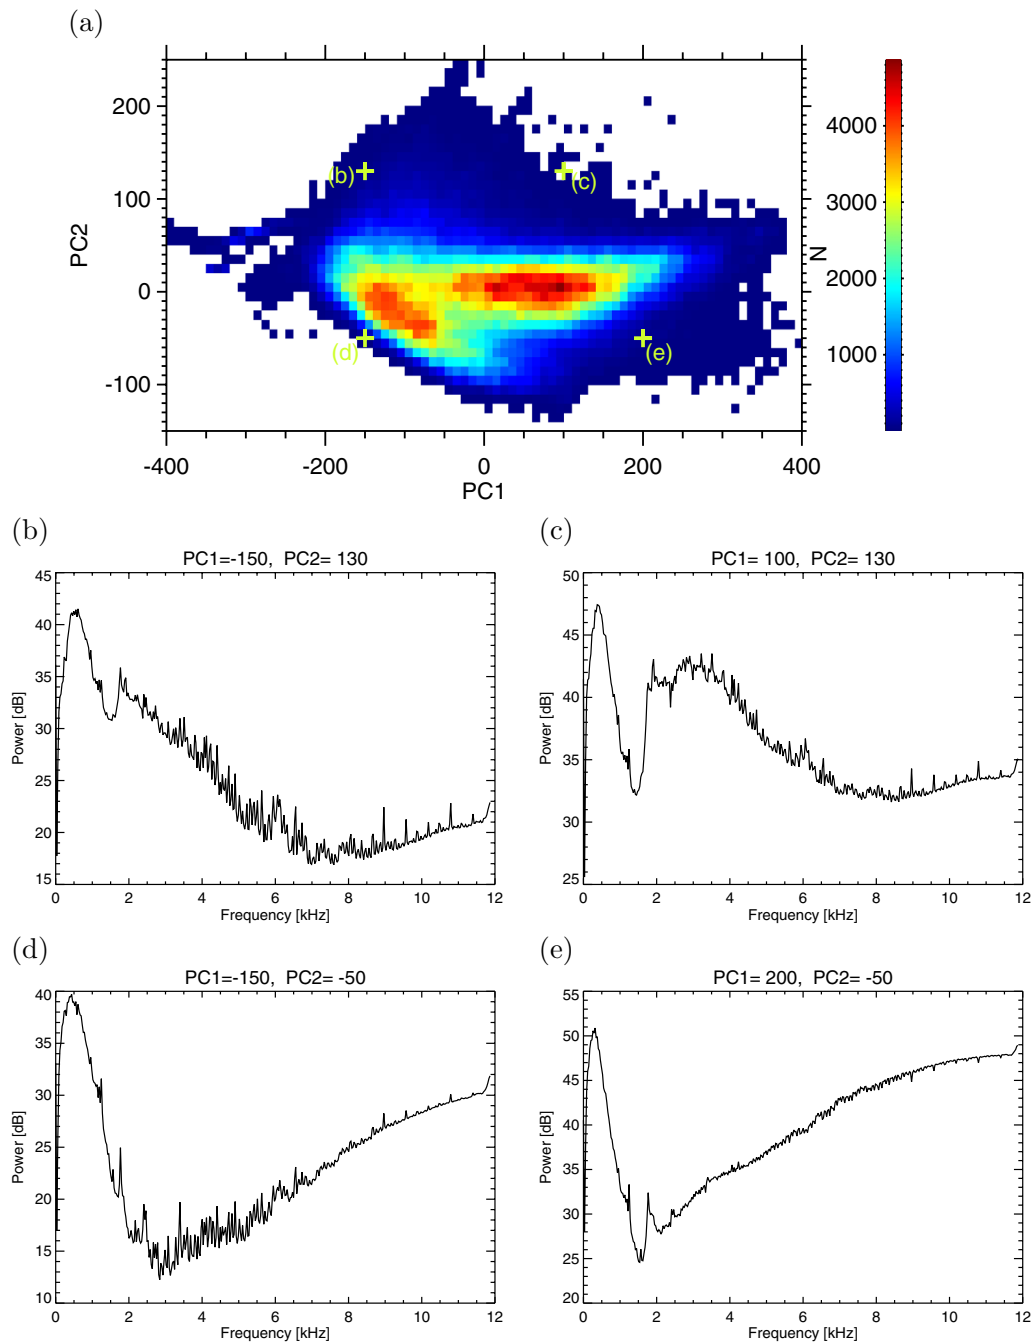 (a)
200
100
0
-100
PC2
-400
-200
0
200
400
PC1
(b)
(c)
(d)
(e)
N
4000
3000
2000
1000
(b)
PC1=-150, PC2= 130
45
40
35
30
25
20
15
Power [dB]
0 2 4 6 8 10 12
Frequency [kHz]
(c)
PC1= 100, PC2= 130
50
45
40
35
30
25
Power [dB]
0 2 4 6 8 10 12
Frequency [kHz]
(d)
PC1=-150, PC2= -50
40
35
30
25
20
15
10
Power [dB]
0 2 4 6 8 10 12
Frequency [kHz]
(e)
PC1= 200, PC2= -50
55
50
45
40
35
30
25
20
Power [dB]
0 2 4 6 8 10 12
Frequency [kHz]